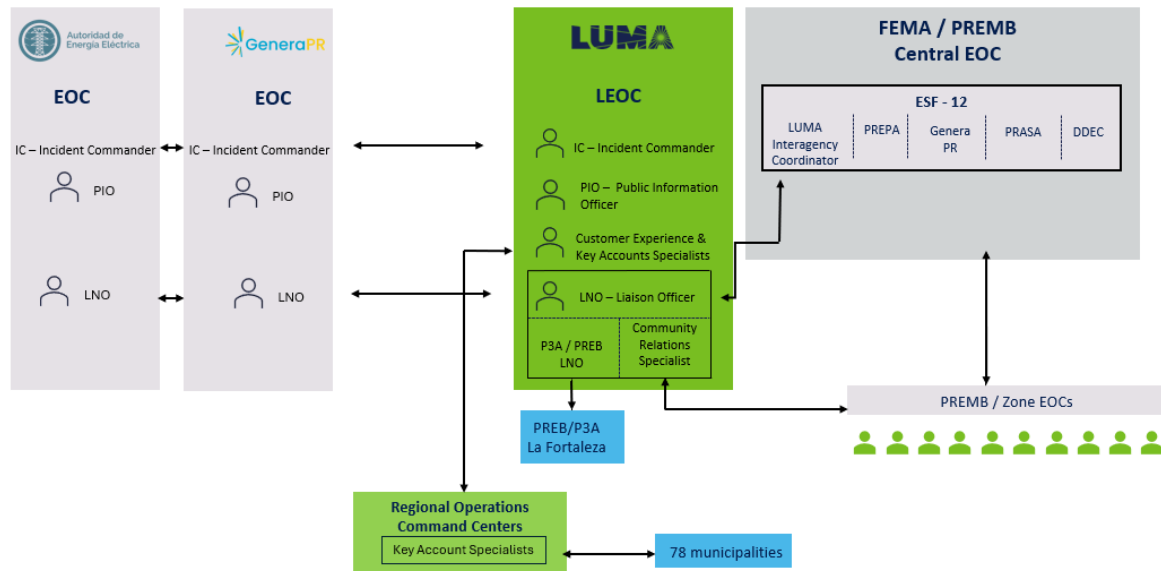 Autoridad de
Energía Eléctrica
EOC
IC – Incident Commander
PIO
LNO
GeneraPR
EOC
IC – Incident Commander
PIO
LNO
LUMA
LEOC
IC – Incident Commander
PIO – Public Information
Officer
Customer Experience &
Key Accounts Specialists
LNO – Liaison Officer
P3A / PREB
LNO
Community
Relations
Specialist
FEMA / PREMB
Central EOC
ESF - 12
LUMA
Interagency
Coordinator
PREPA
Genera
PR
PRASA
DDEC
PREMB / Zone EOCs
PREB/P3A
La Fortaleza
Regional Operations
Command Centers
Key Account Specialists
78 municipalities